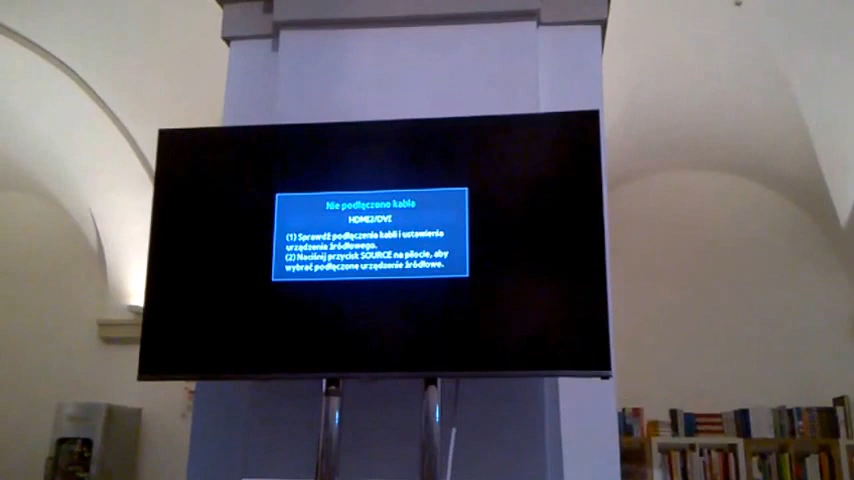 Nie podłączono kabla
HDMI2/DVI
(1) Sprawdź podłączenia kabli i ustawienia
urządzenia źródłowego.
(2) Naciśnij przycisk SOURCE na pilocie, aby
wybrać podłączone urządzenie źródłowe.